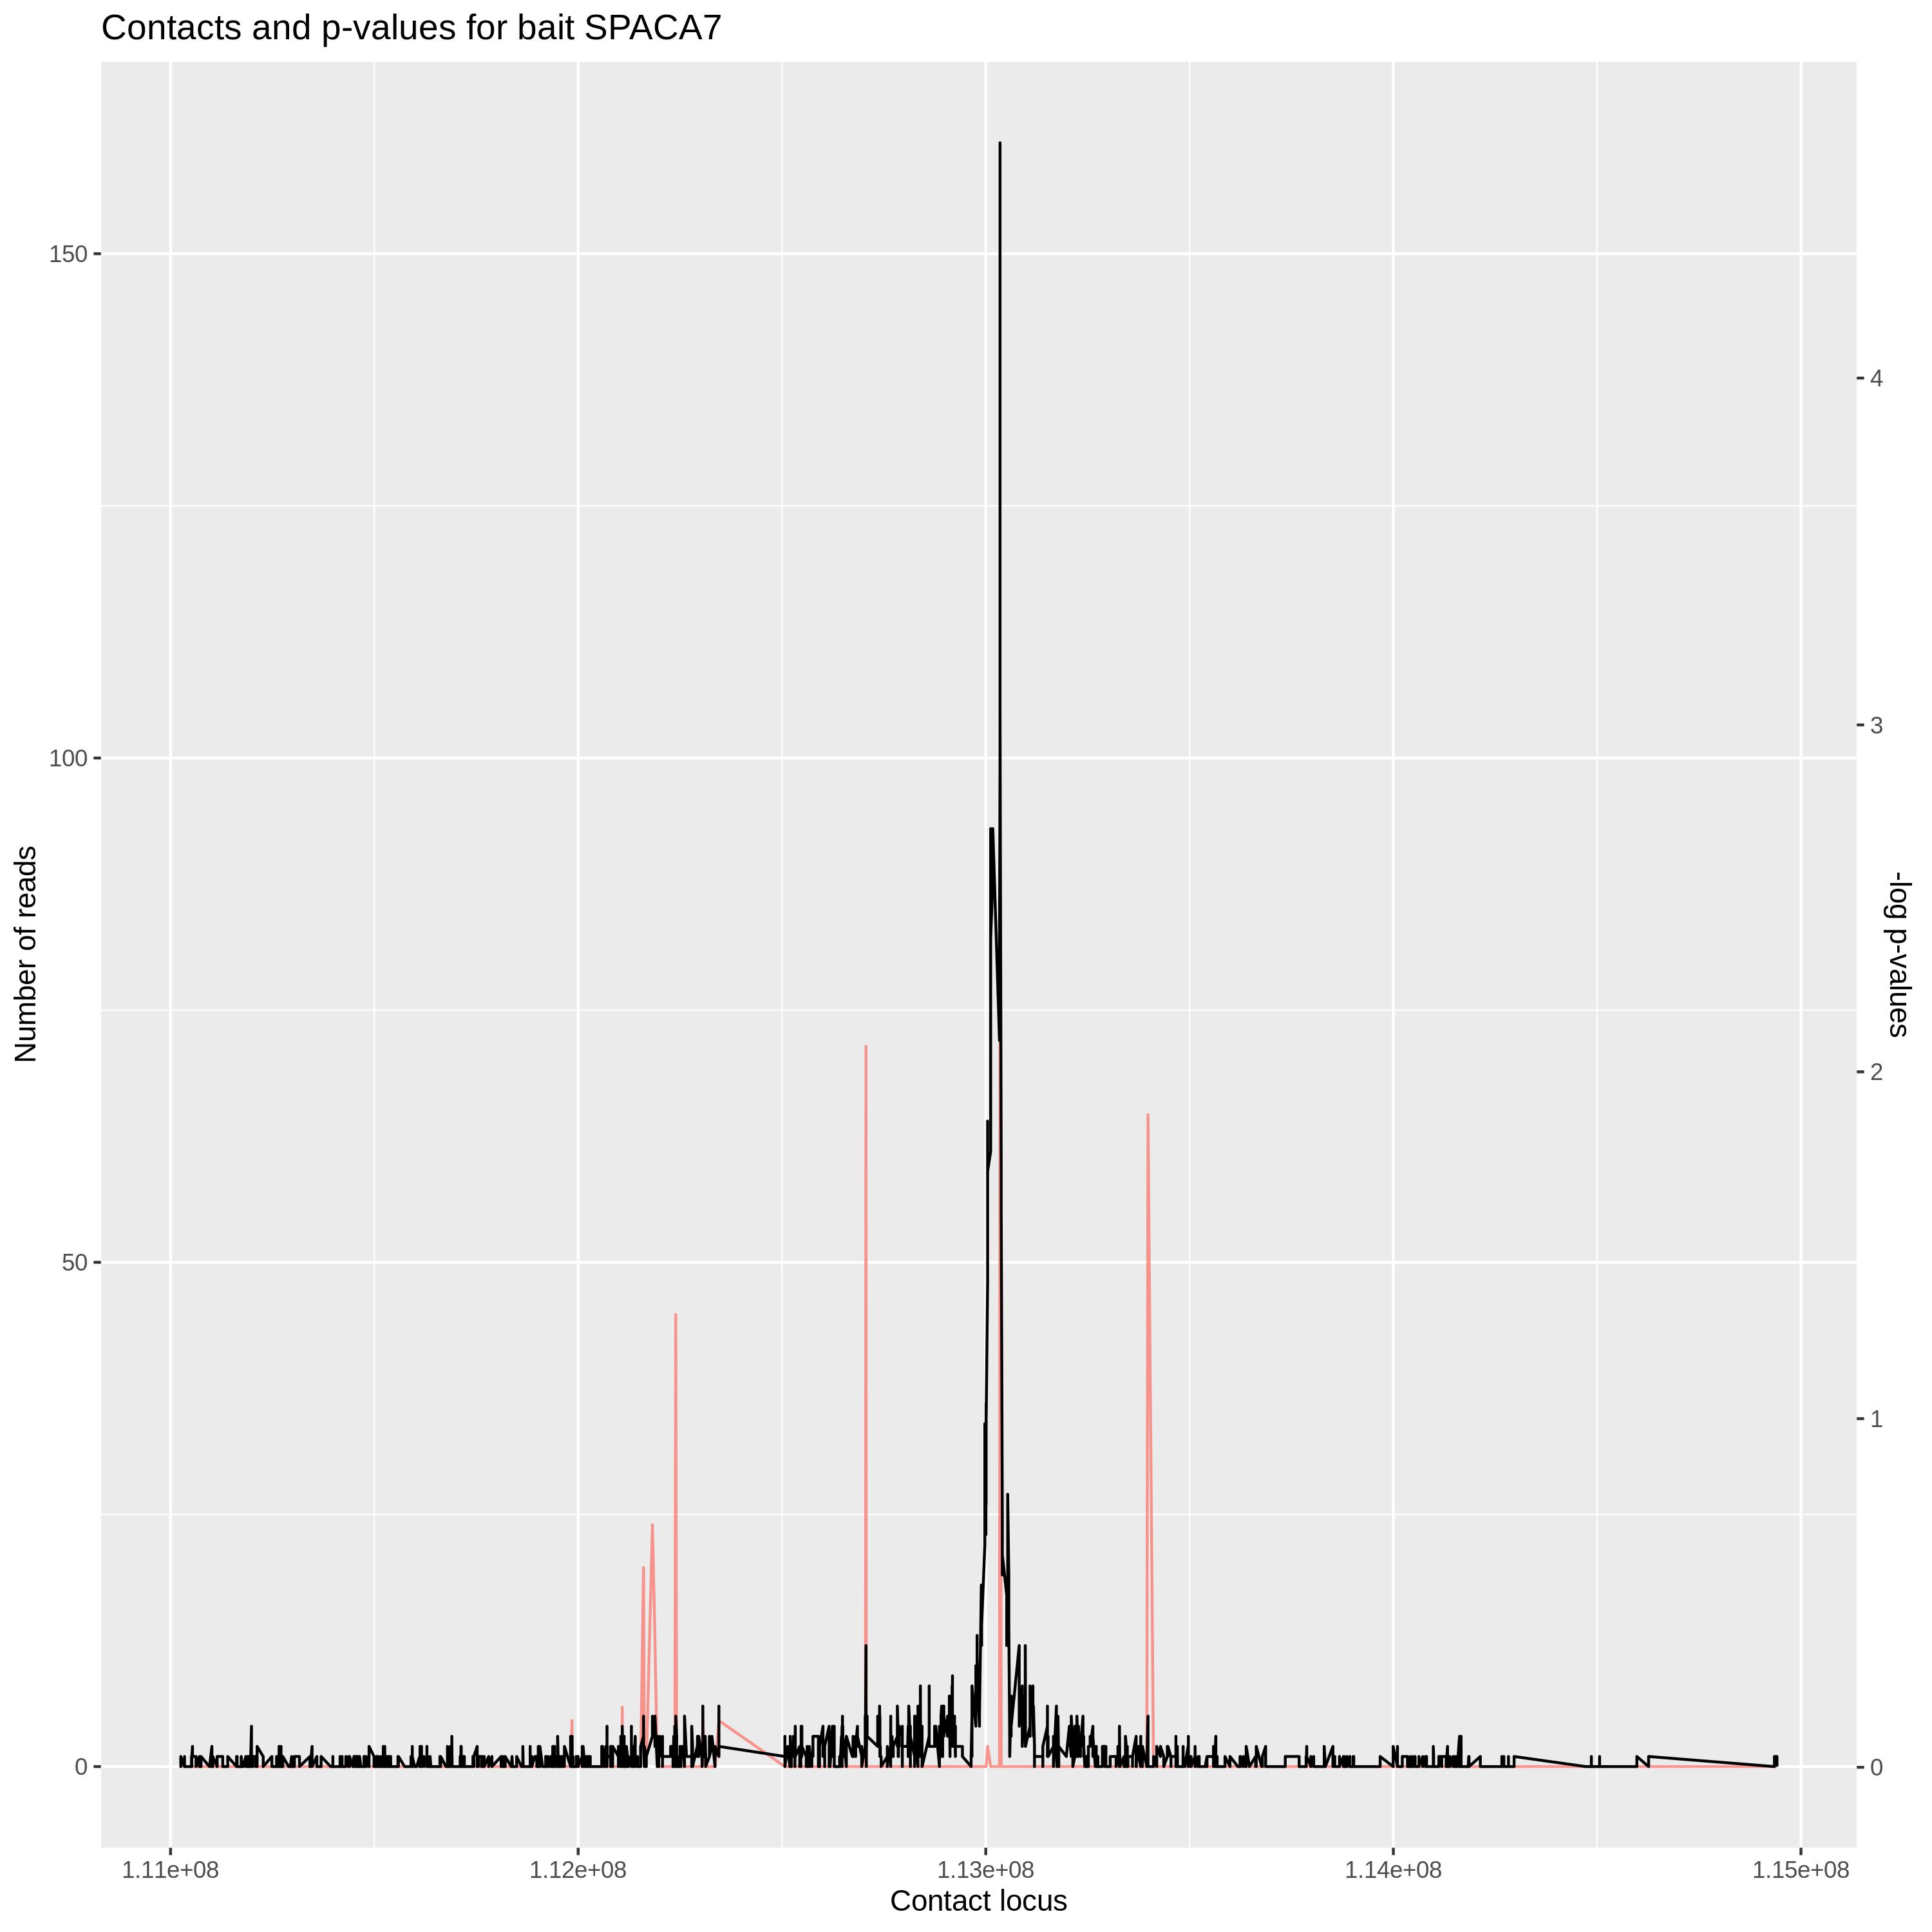 Contacts and p-values for bait SPACA7
150
100
50
0
Number of reads
4
3
2
1
0
-log p-values
1.11e+08 1.12e+08 1.13e+08 1.14e+08 1.15e+08
Contact locus